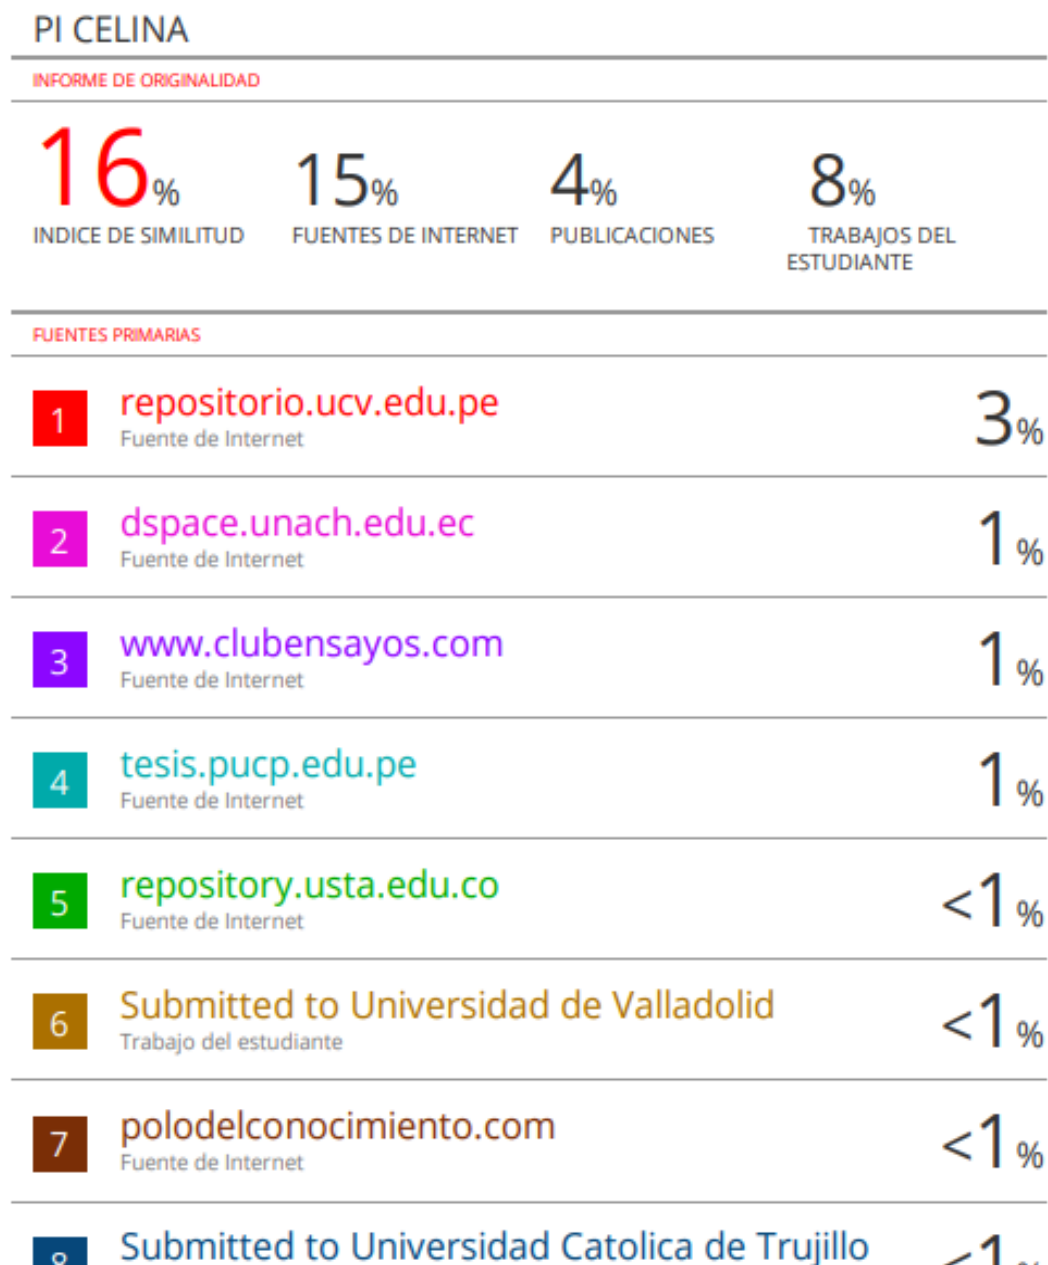 PI CELINA
INFORME DE ORIGINALIDAD
16%
INDICE DE SIMILITUD
15%
FUENTES DE INTERNET
4%
PUBLICACIONES
8%
TRABAJOS DEL
ESTUDIANTE
FUENTES PRIMARIAS
1
repositorio.ucv.edu.pe
Fuente de Internet
3%
2
dspace.unach.edu.ec
Fuente de Internet
1%
3
www.clubensayos.com
Fuente de Internet
1%
4
tesis.pucp.edu.pe
Fuente de Internet
1%
5
repository.usta.edu.co
Fuente de Internet
<1%
6
Submitted to Universidad de Valladolid
Trabajo del estudiante
<1%
7
polodelconocimiento.com
Fuente de Internet
<1%
8
Submitted to Universidad Catolica de Trujillo
<1%